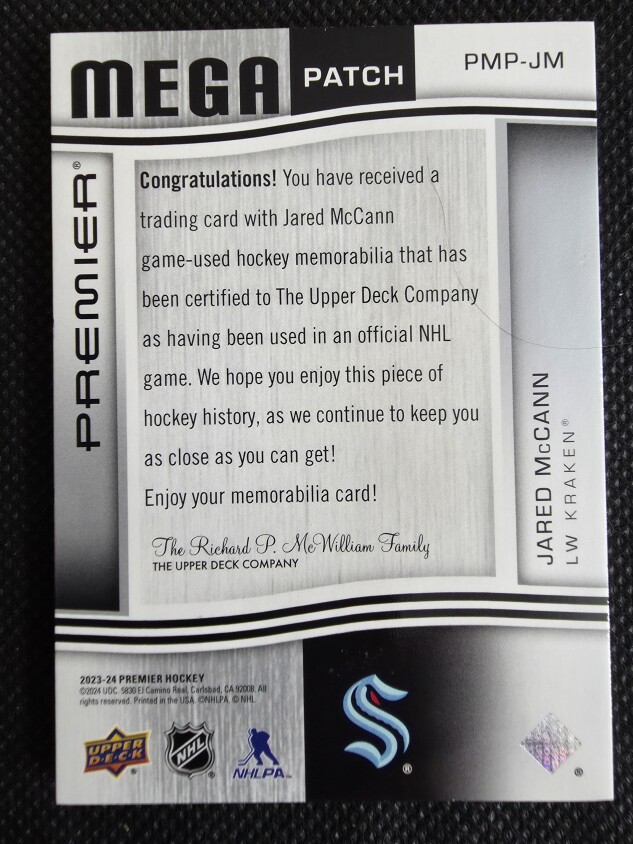 MEGA PATCH PMP-JM
PREMIER®
Congratulations! You have received a
trading card with Jared McCann
game-used hockey memorabilia that has
been certified to The Upper Deck Company
as having been used in an official NHL
game. We hope you enjoy this piece of
hockey history, as we continue to keep you
as close as you can get!
Enjoy your memorabilia card!
The Richard P. McWilliam Family
THE UPPER DECK COMPANY
JARED McCANN
LW KRAKEN®
2023-24 PREMIER HOCKEY
©2024 UDC. 5830 El Camino Real, Carlsbad, CA 92008. All
rights reserved. Printed in the USA. ©NHLPA. © NHL
UPPER
DECK
®
NHL
®
NHLPA
®
®